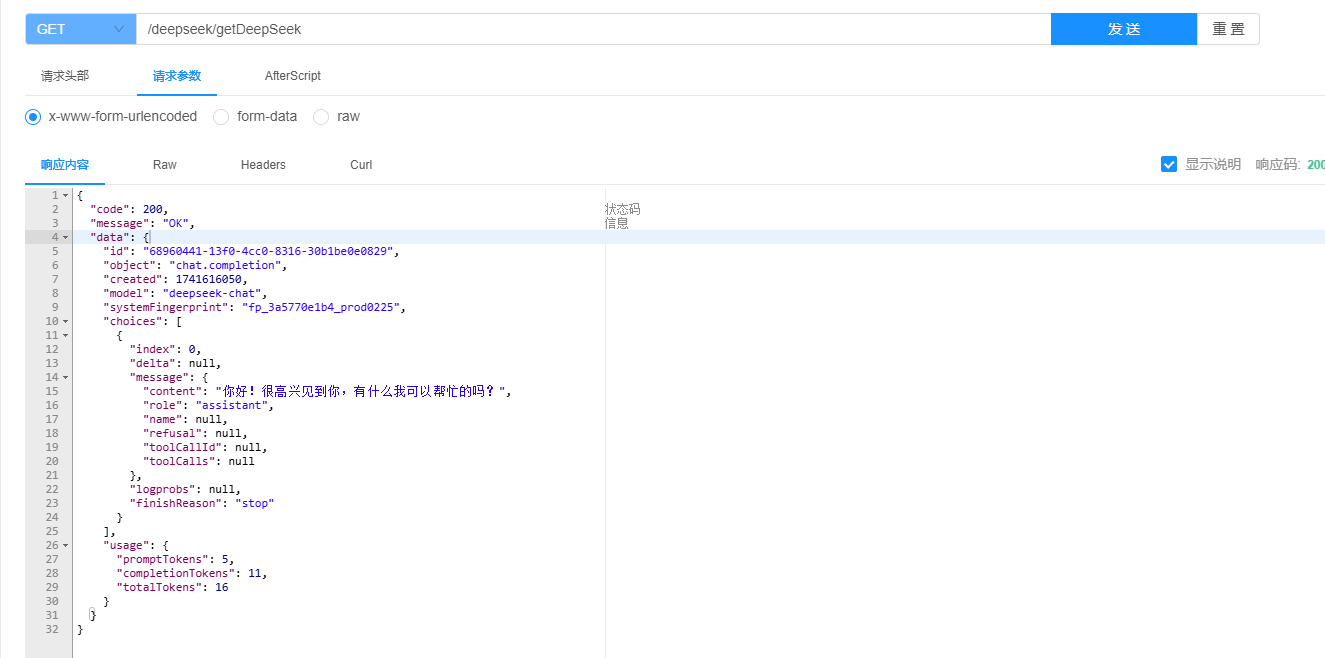 GET /deepseek/getDeepSeek 发 送 重 置
请求头部 请求参数 AfterScript
x-www-form-urlencoded form-data raw
响应内容 Raw Headers Curl 显示说明 响应码: 200
1 {
2 "code": 200, 状态码
3 "message": "OK", 信息
4 "data": {
5 "id": "68960441-13f0-4cc0-8316-30b1be0e0829",
6 "object": "chat.completion",
7 "created": 1741616050,
8 "model": "deepseek-chat",
9 "systemFingerprint": "fp_3a5770e1b4_prod0225",
10 "choices": [
11 {
12 "index": 0,
13 "delta": null,
14 "message": {
15 "content": "你好！很高兴见到你，有什么我可以帮忙的吗？",
16 "role": "assistant",
17 "name": null,
18 "refusal": null,
19 "toolCallId": null,
20 "toolCalls": null
21 },
22 "logprobs": null,
23 "finishReason": "stop"
24 }
25 ],
26 "usage": {
27 "promptTokens": 5,
28 "completionTokens": 11,
29 "totalTokens": 16
30 }
31 }
32 }